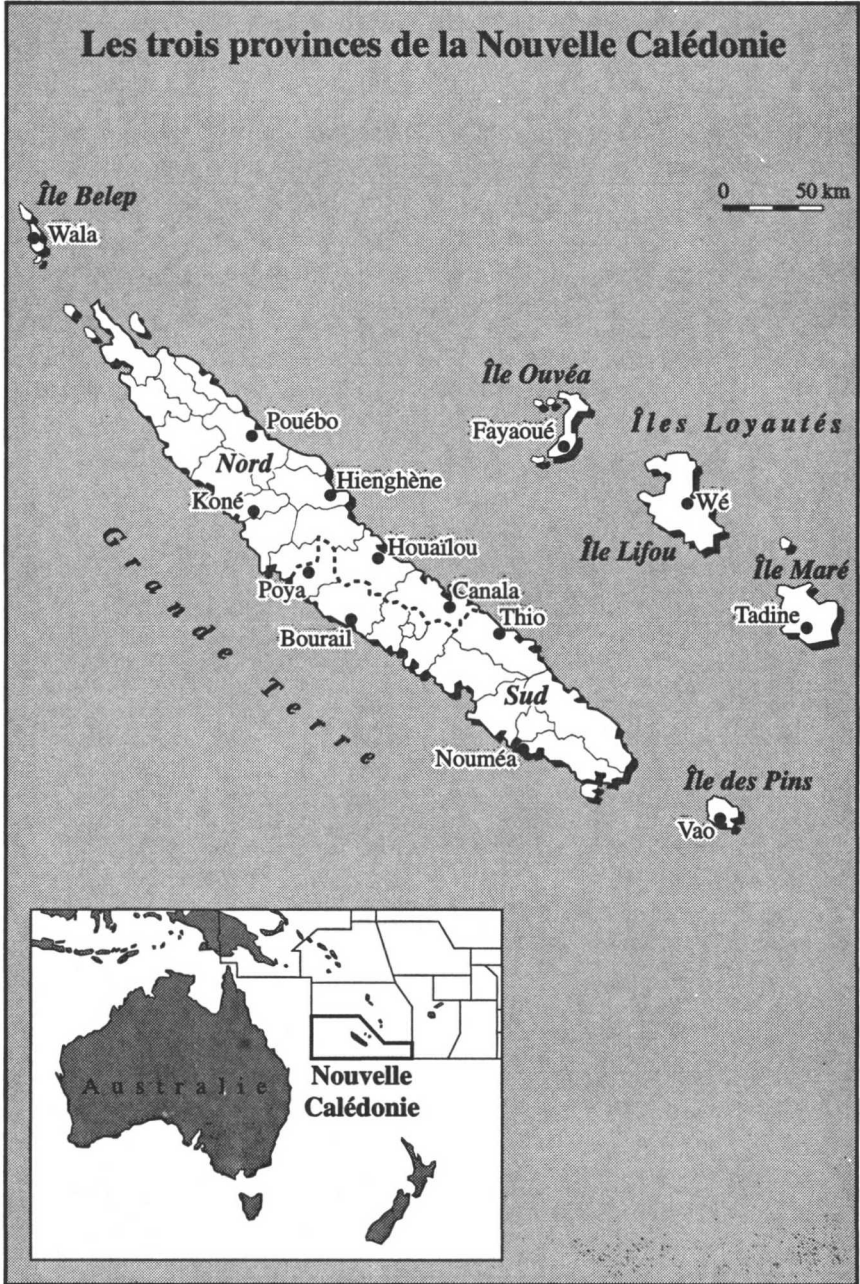 Les trois provinces de la Nouvelle Calédonie
Île Belep
Wala
0 50 km
Île Ouvéa
Fayaoué
Îles Loyautés
Pouébo
Nord
Hienghène
Koné
Wé
Houaïlou
Île Lifou
Île Maré
Poya
Canala
Tadine
Thio
Bourail
Grande Terre
Sud
Nouméa
Île des Pins
Vao
Australie
Nouvelle
Calédonie